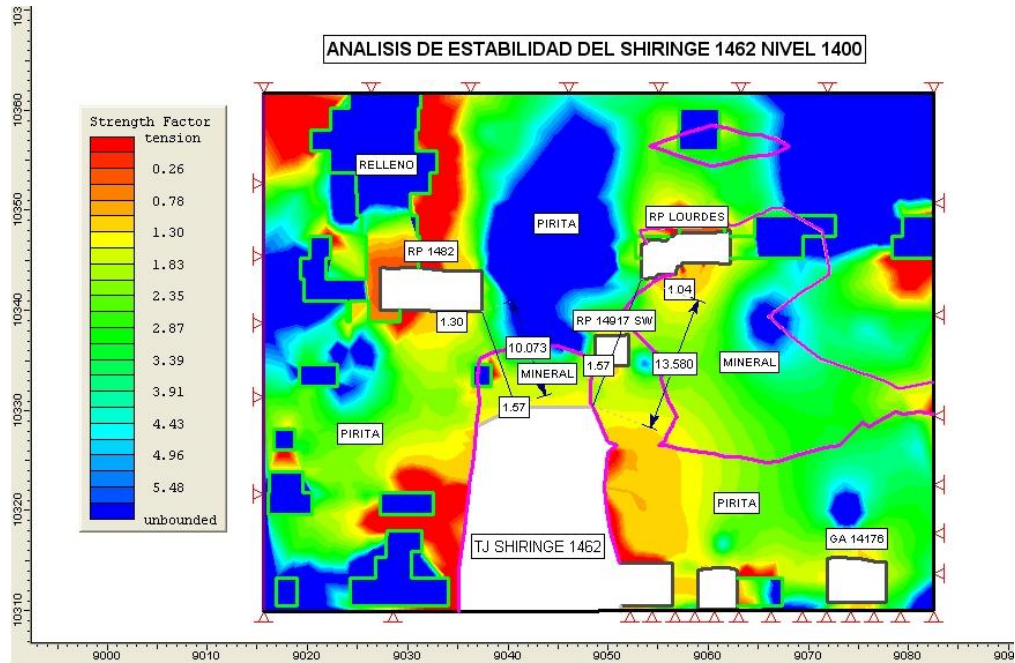 ANALISIS DE ESTABILIDAD DEL SHIRINGE 1462 NIVEL 1400
Strength Factor
tension
0.26
0.78
1.30
1.83
2.35
2.87
3.39
3.91
4.43
4.96
5.48
unbounded
RELLENO
PIRITA
RP LOURDES
RP 1482
1.04
1.30
RP 14917 SW
10.073
1.57
13.580
MINERAL
MINERAL
1.57
PIRITA
PIRITA
GA 14176
TJ SHIRINGE 1462
103
10360
10350
10340
10330
10320
10310
9000
9010
9020
9030
9040
9050
9060
9070
9080
909